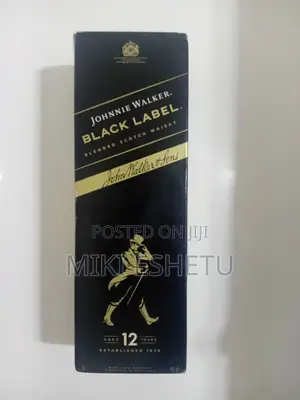 JOHNNIE WALKER.
BLACK LABEL.
BLENDED SCOTCH WHISKY
John Walker & Sons
POSTED ON JIJI
MIKI ESHETU
AGED 12 YEARS
ESTABLISHED 1820